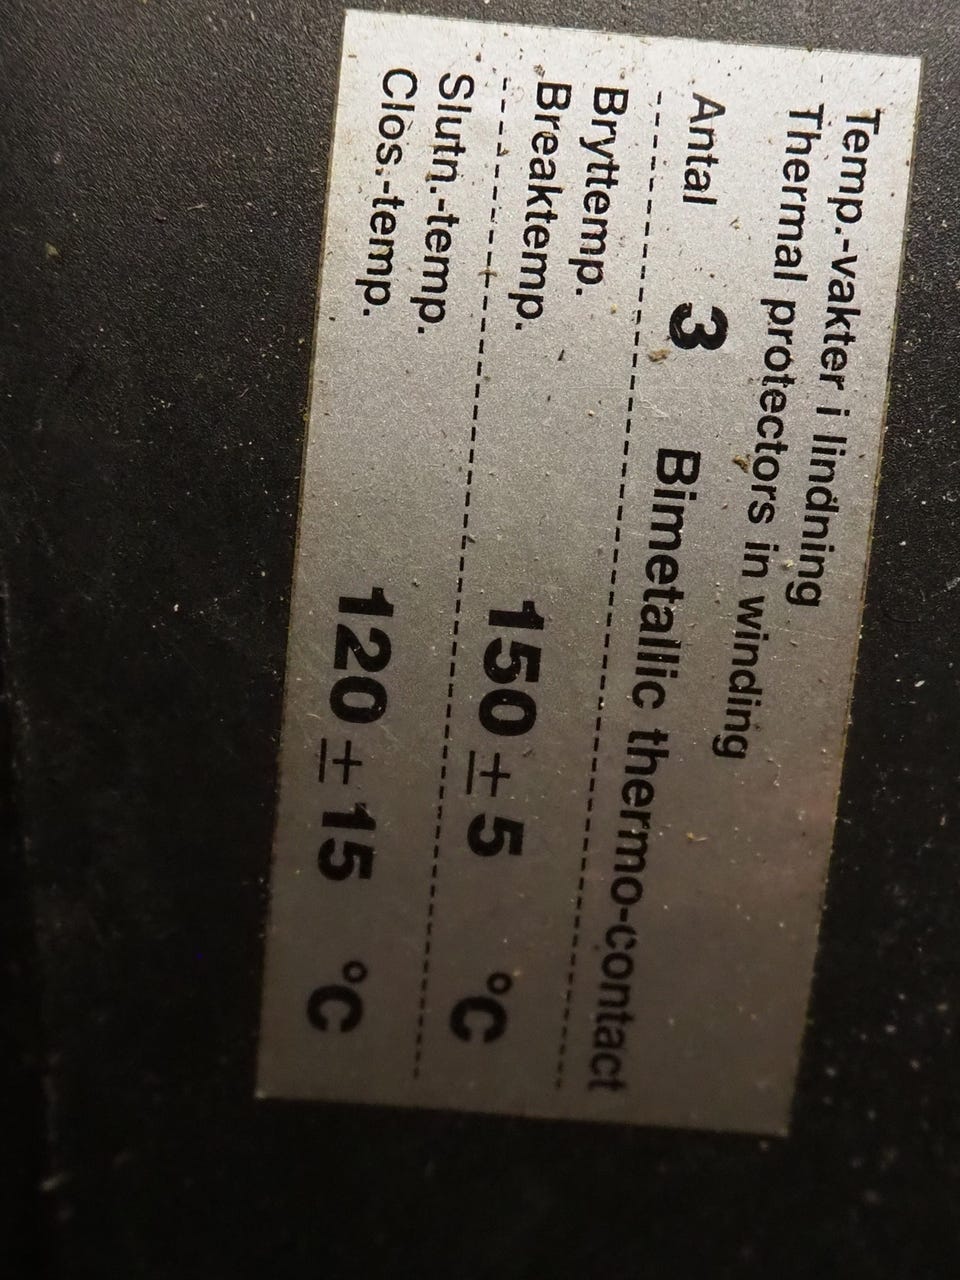 Temp.-vakter i lindning
Thermal protectors in winding
Antal 3 Bimetallic thermo-contact
Bryttemp.
Breaktemp. 150 ± 5 °C
Slutn.-temp.
Clos.-temp. 120 ± 15 °C